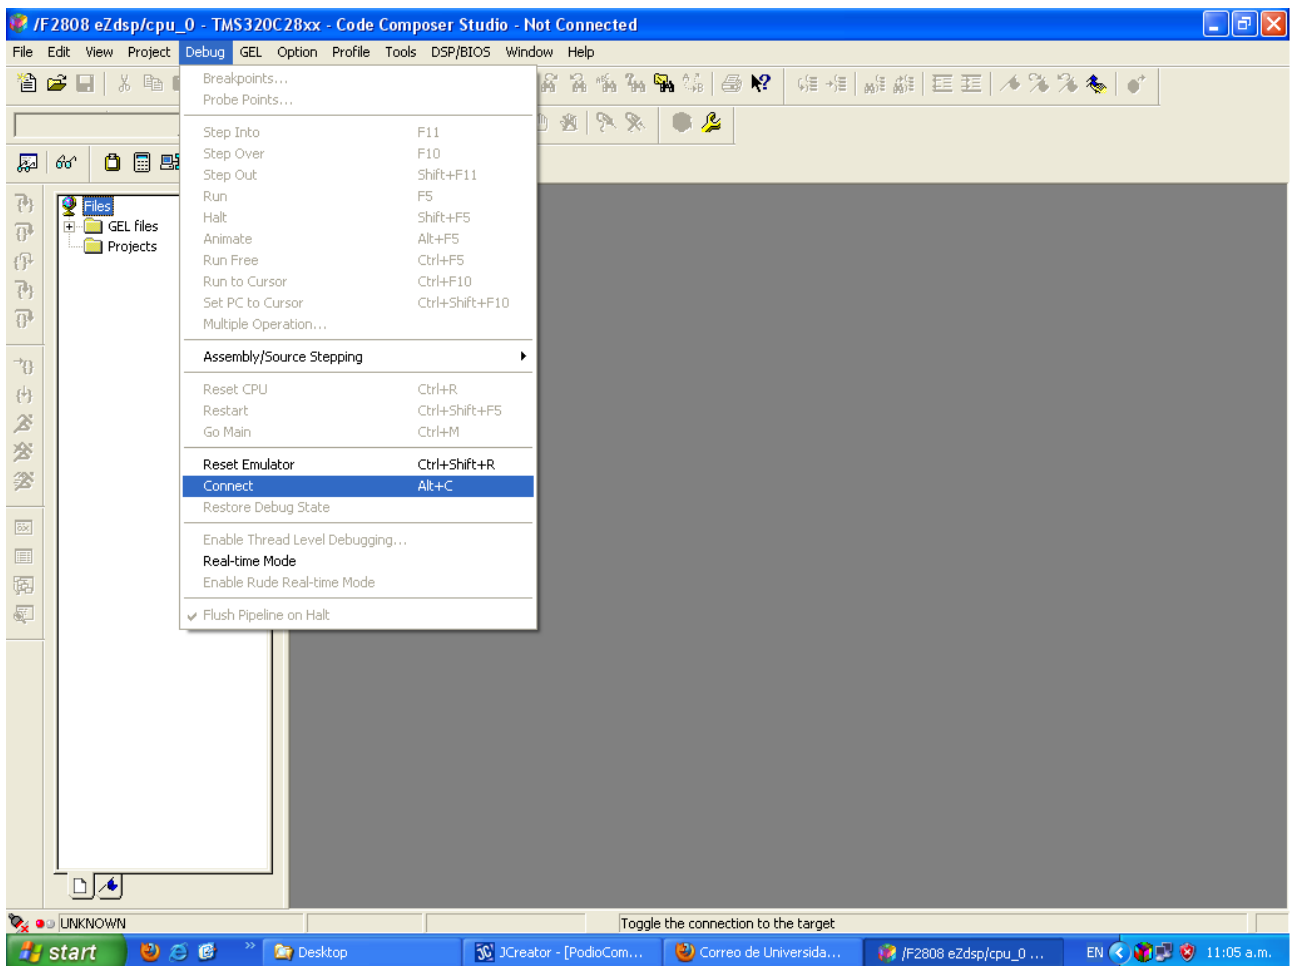 /F2808 eZdsp/cpu_0 - TMS320C28xx - Code Composer Studio - Not Connected
File Edit View Project Debug GEL Option Profile Tools DSP/BIOS Window Help
Breakpoints...
Probe Points...
Step Into F11
Step Over F10
Step Out Shift+F11
Run F5
Halt Shift+F5
Animate Alt+F5
Run Free Ctrl+F5
Run to Cursor Ctrl+F10
Set PC to Cursor Ctrl+Shift+F10
Multiple Operation...
Assembly/Source Stepping
Reset CPU Ctrl+R
Restart Ctrl+Shift+F5
Go Main Ctrl+M
Reset Emulator Ctrl+Shift+R
Connect Alt+C
Restore Debug State
Enable Thread Level Debugging...
Real-time Mode
Enable Rude Real-time Mode
Flush Pipeline on Halt
Files
GEL files
Projects
UNKNOWN Toggle the connection to the target
start Desktop JCreator - [PodioCom... Correo de Universida... /F2808 eZdsp/cpu_0 ... EN 11:05 a.m.